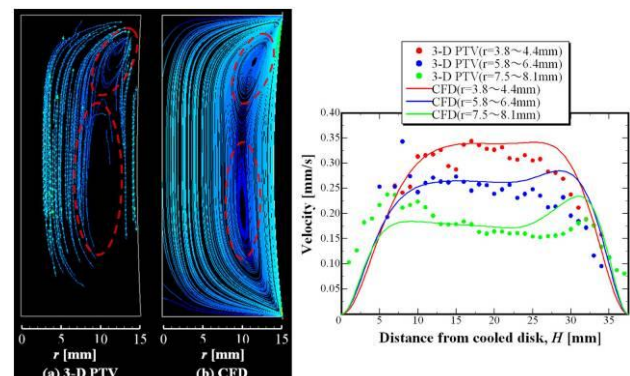 0 5 10 15
r [mm]
(a) 3-D PTV
0 5 10 15
r [mm]
(b) CFD
3-D PTV(r=3.8～4.4mm)
3-D PTV(r=5.8～6.4mm)
3-D PTV(r=7.5～8.1mm)
CFD(r=3.8～4.4mm)
CFD(r=5.8～6.4mm)
CFD(r=7.5～8.1mm)
0.40
0.35
0.30
0.25
0.20
0.15
0.10
0.05
0.00
Velocity [mm/s]
0 5 10 15 20 25 30 35
Distance from cooled disk, H [mm]